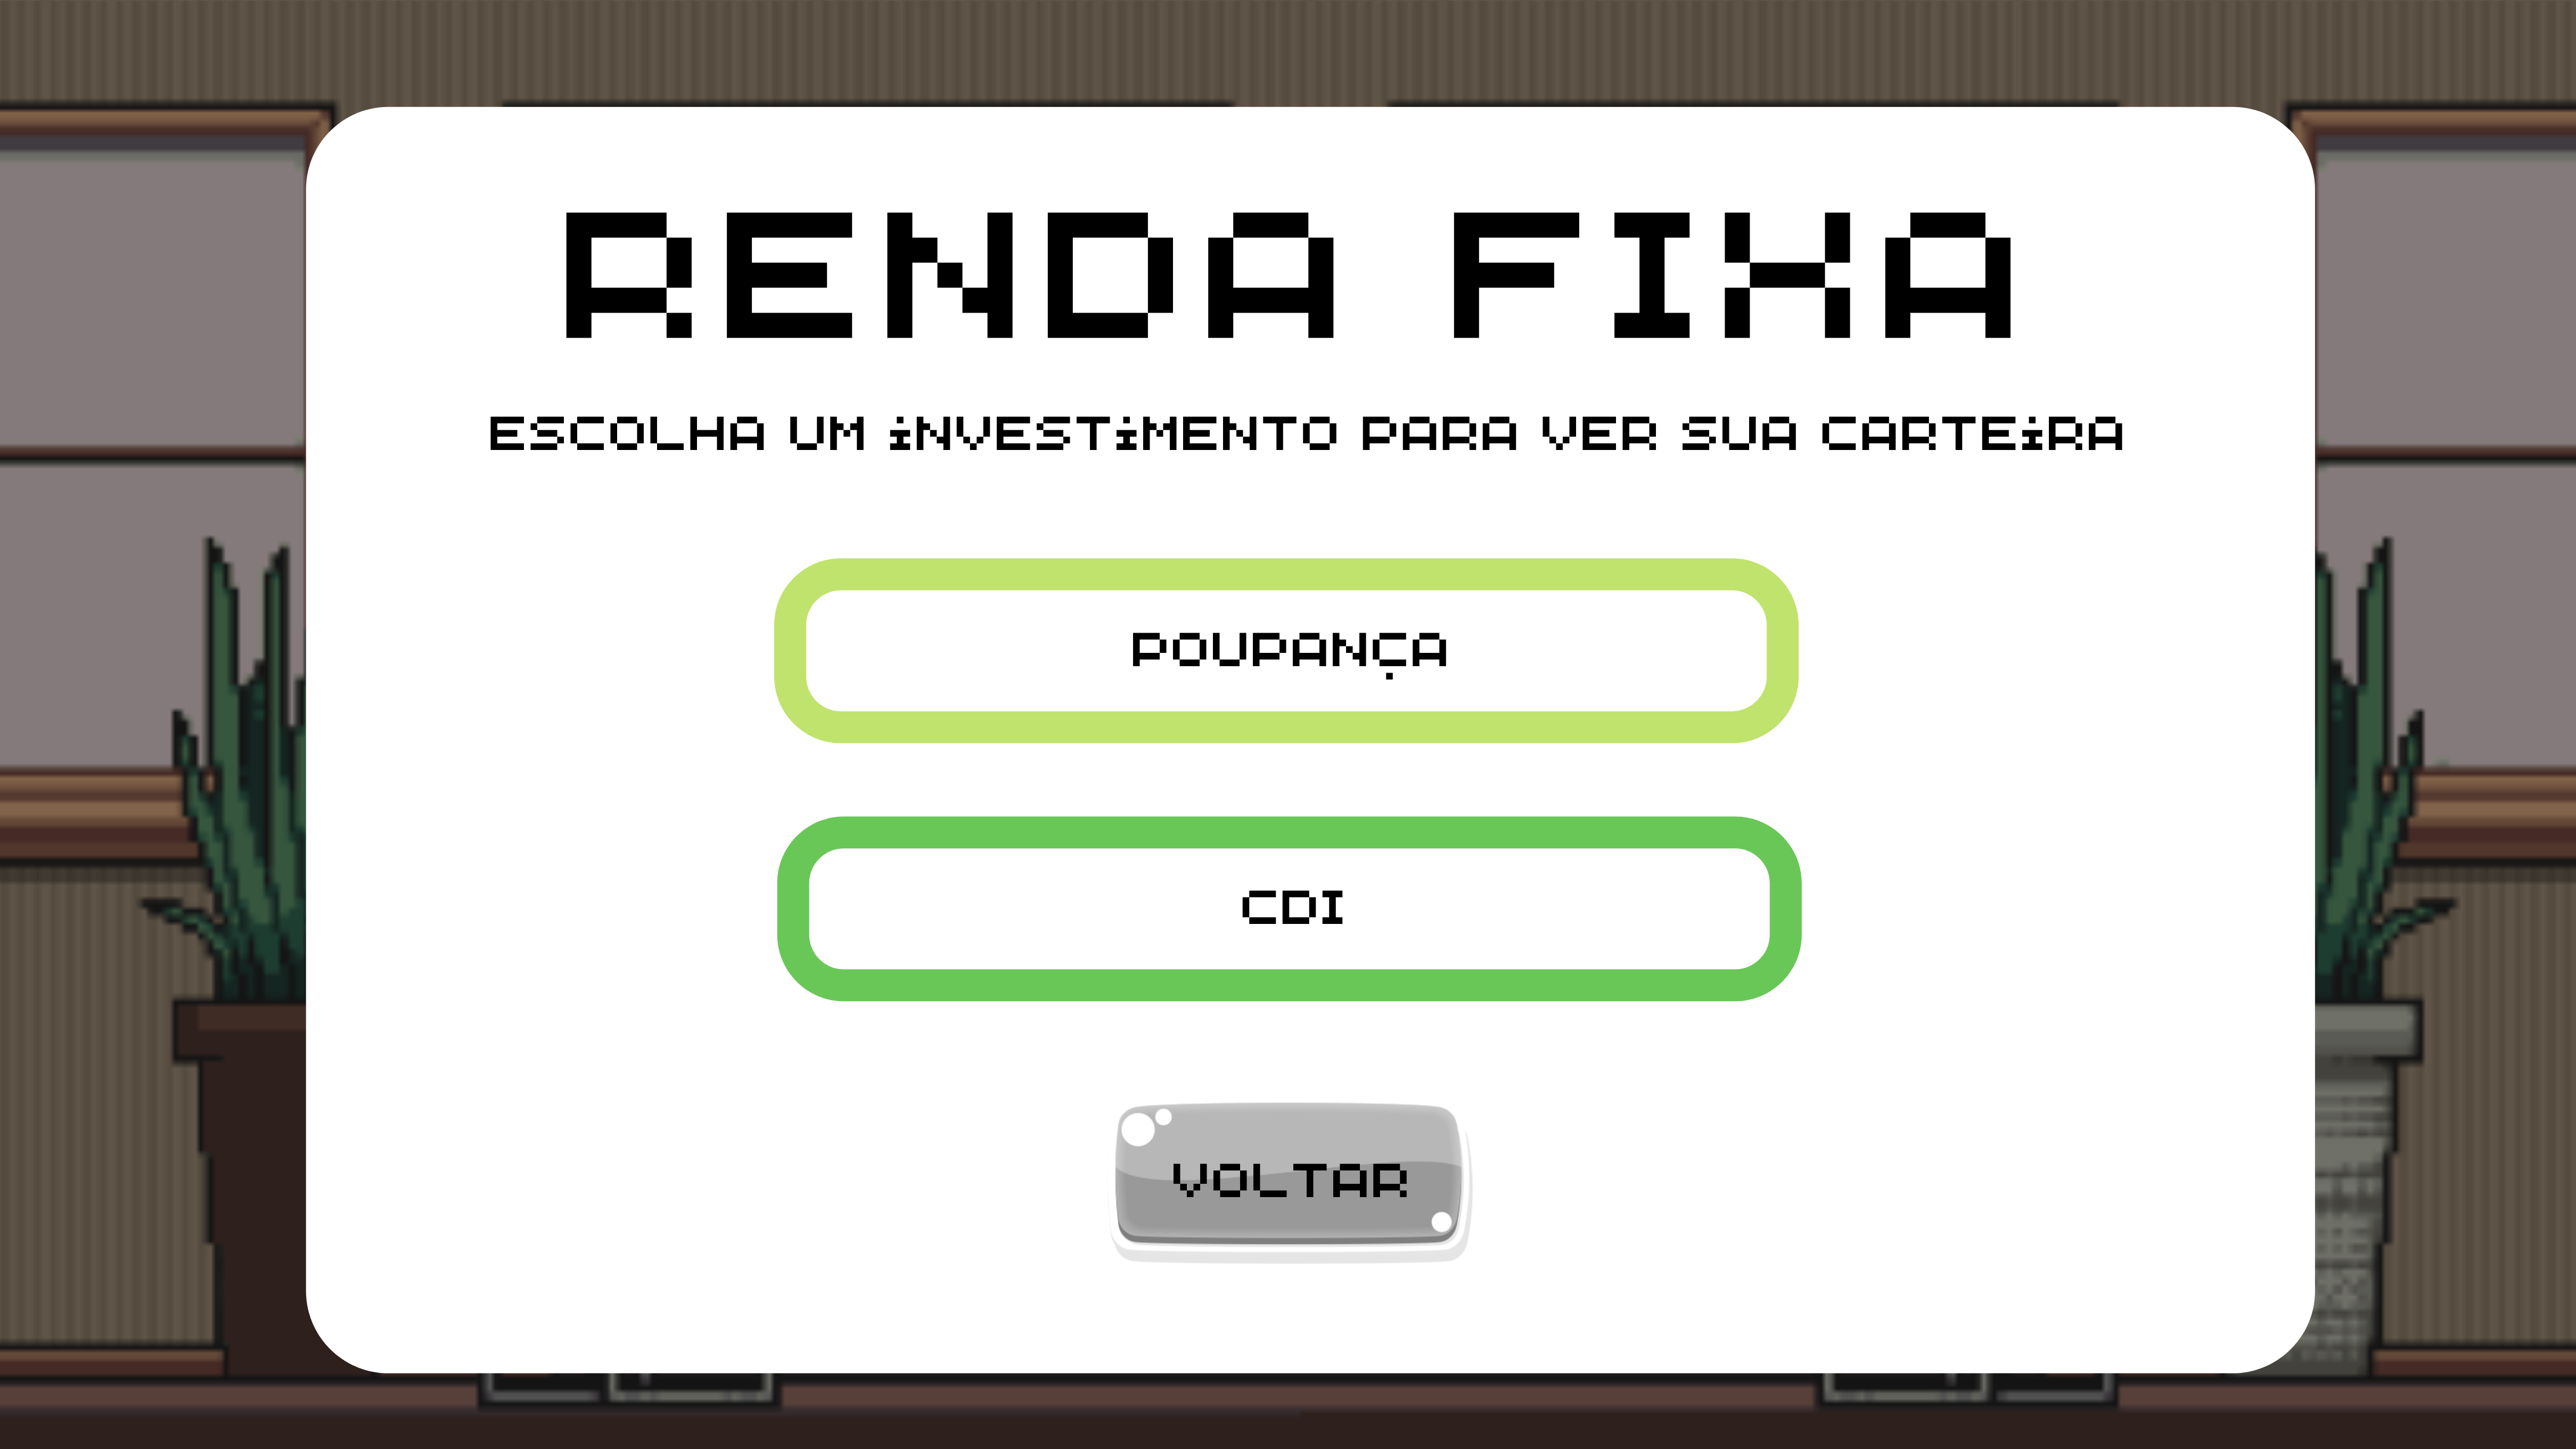 RENDA FIXA
ESCOLHA UM iNVESTiMENTO PARA VER SUA CARTEiRA
POUPANÇA
CDI
VOLTAR